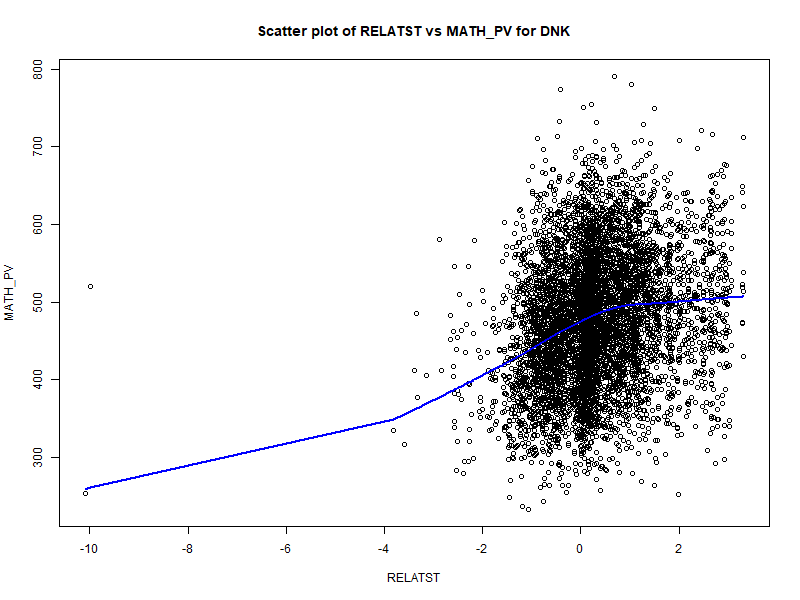 Scatter plot of RELATST vs MATH_PV for DNK
800
700
600
500
400
300
MATH_PV
-10 -8 -6 -4 -2 0 2
RELATST